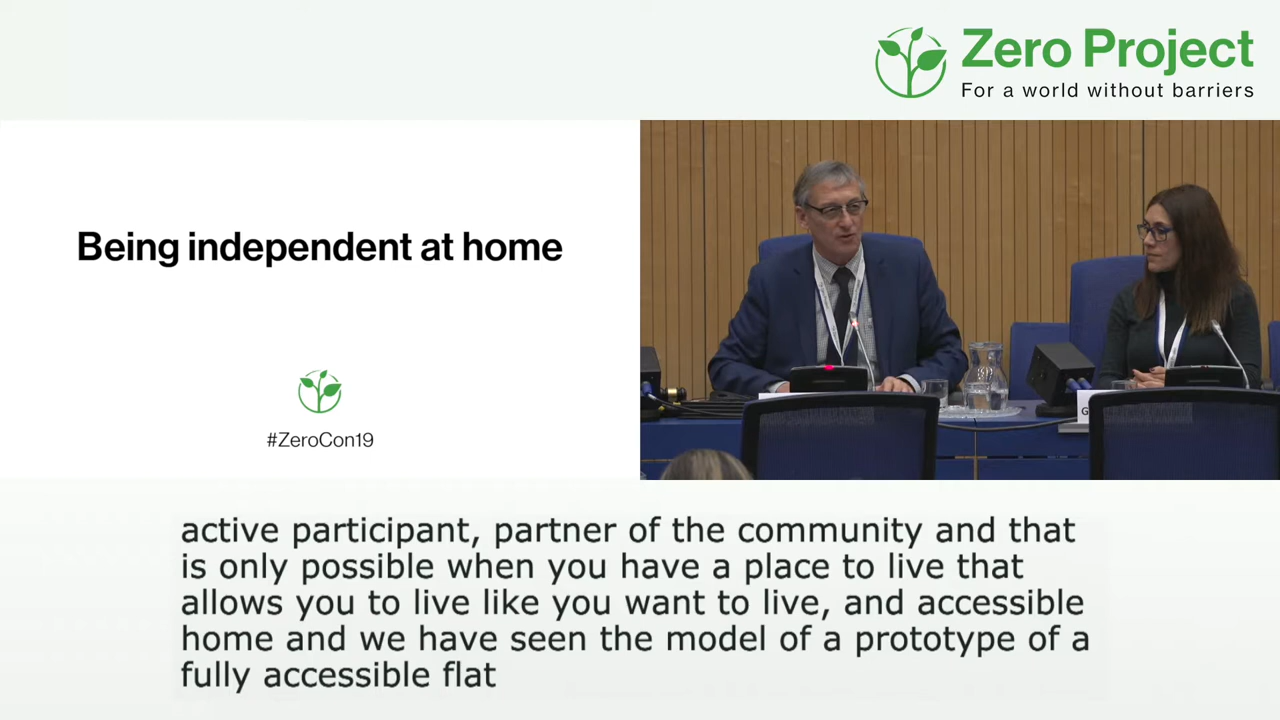 Zero Project
For a world without barriers
Being independent at home
#ZeroCon19
active participant, partner of the community and that
is only possible when you have a place to live that
allows you to live like you want to live, and accessible
home and we have seen the model of a prototype of a
fully accessible flat